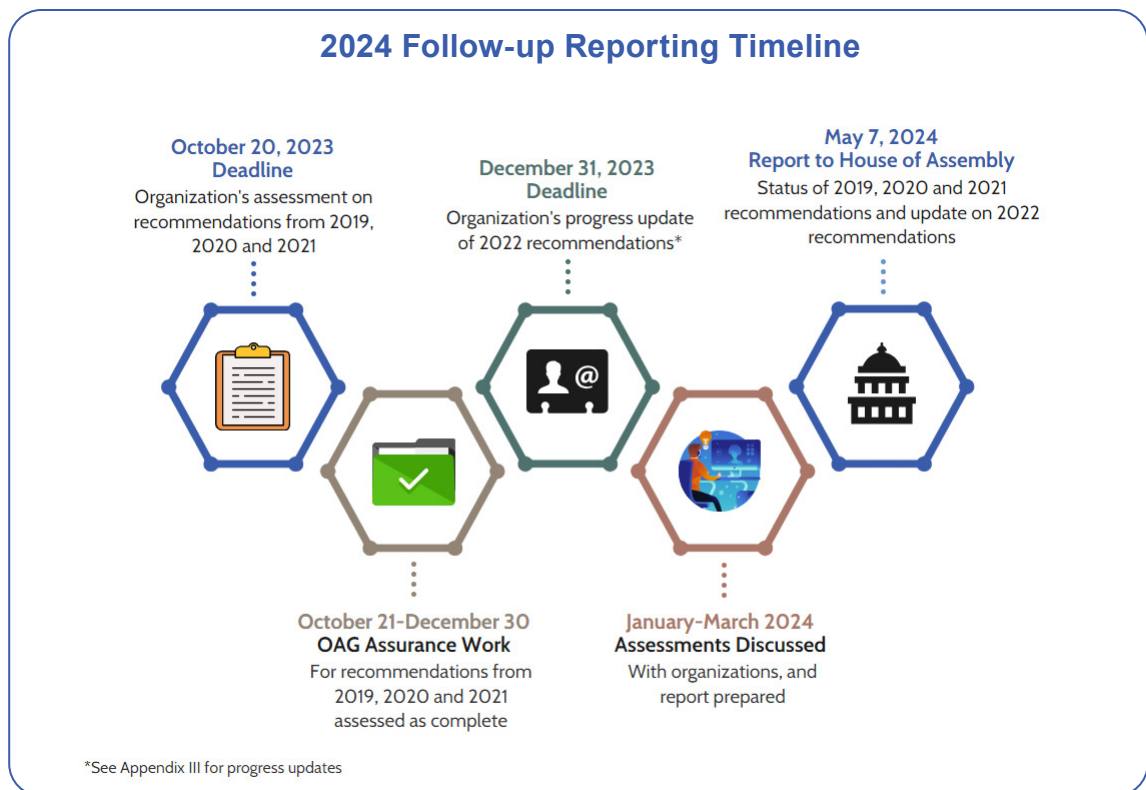 2024 Follow-up Reporting Timeline
October 20, 2023
Deadline
Organization's assessment on
recommendations from 2019,
2020 and 2021
December 31, 2023
Deadline
Organization's progress update
of 2022 recommendations*
May 7, 2024
Report to House of Assembly
Status of 2019, 2020 and 2021
recommendations and update on 2022
recommendations
@
October 21-December 30
OAG Assurance Work
For recommendations from
2019, 2020 and 2021
assessed as complete
January-March 2024
Assessments Discussed
With organizations, and
report prepared
*See Appendix III for progress updates